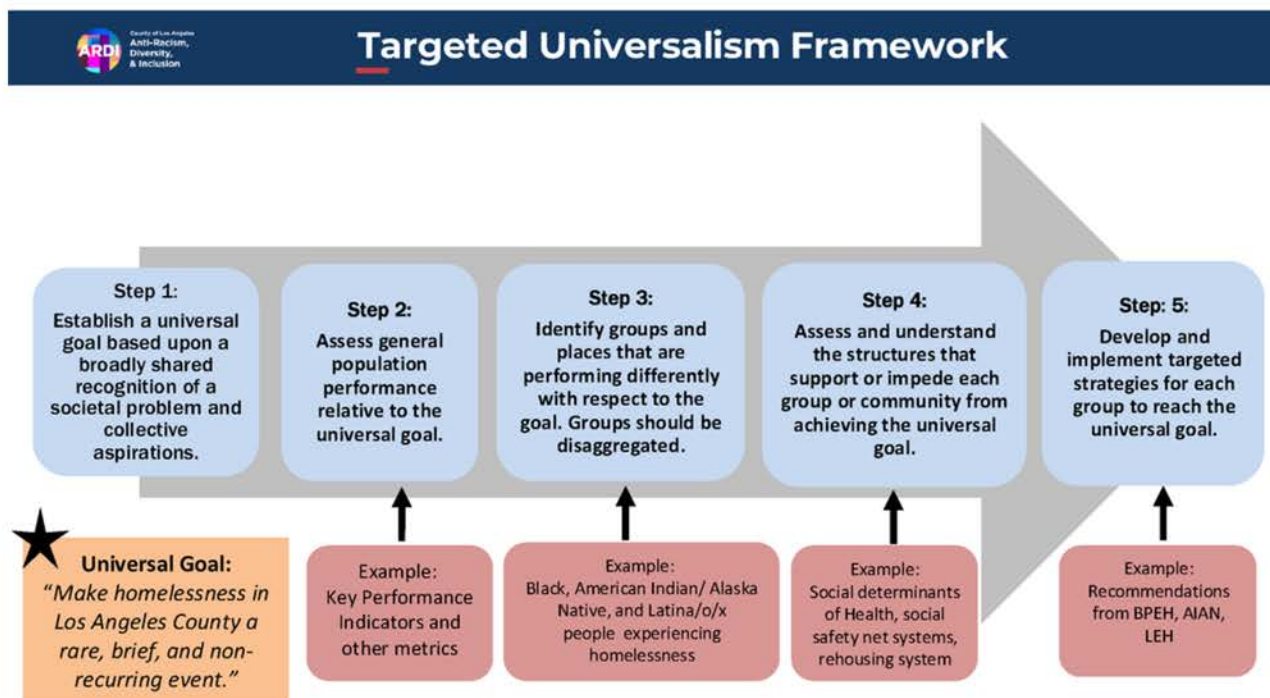 ARDI
County of Los Angeles
Anti-Racism,
Diversity,
& Inclusion
Targeted Universalism Framework
Step 1:
Establish a universal
goal based upon a
broadly shared
recognition of a
societal problem and
collective
aspirations.
Step 2:
Assess general
population
performance
relative to the
universal goal.
Step 3:
Identify groups and
places that are
performing differently
with respect to the
goal. Groups should be
disaggregated.
Step 4:
Assess and understand
the structures that
support or impede each
group or community from
achieving the universal
goal.
Step: 5:
Develop and
implement targeted
strategies for each
group to reach the
universal goal.
Universal Goal:
“Make homelessness in
Los Angeles County a
rare, brief, and non-
recurring event.”
Example:
Key Performance
Indicators and
other metrics
Example:
Black, American Indian/ Alaska
Native, and Latina/o/x
people experiencing
homelessness
Example:
Social determinants
of Health, social
safety net systems,
rehousing system
Example:
Recommendations
from BPEH, AIAN,
LEH